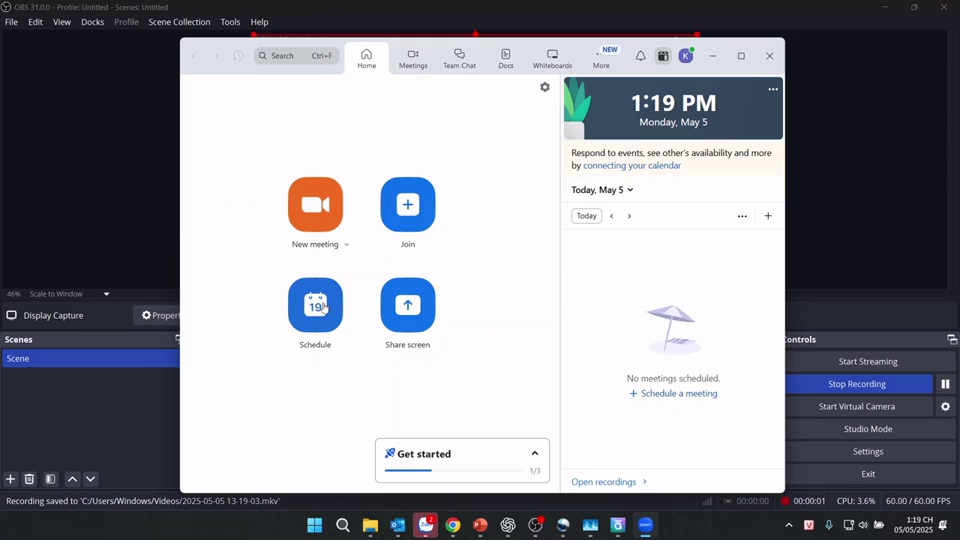 OBS 31.0.0 - Profile: Untitled - Scenes: Untitled
File Edit View Docks Profile Scene Collection Tools Help
Search Ctrl+F
Home
Meetings
Team Chat
Docs
Whiteboards
NEW
More
K
1:19 PM
Monday, May 5
Respond to events, see other's availability and more
by connecting your calendar
Today, May 5
Today
New meeting
Join
19
Schedule
Share screen
No meetings scheduled.
+ Schedule a meeting
Get started
1/3
Open recordings
46% Scale to Window
Display Capture
Propert
Scenes
Scene
Controls
Start Streaming
Stop Recording
Start Virtual Camera
Studio Mode
Settings
Exit
Recording saved to 'C:/Users/Windows/Videos/2025-05-05 13-19-03.mkv'
00:00:00
00:00:01
CPU: 3.6%
60.00 / 60.00 FPS
V
1:19 CH
05/05/2025